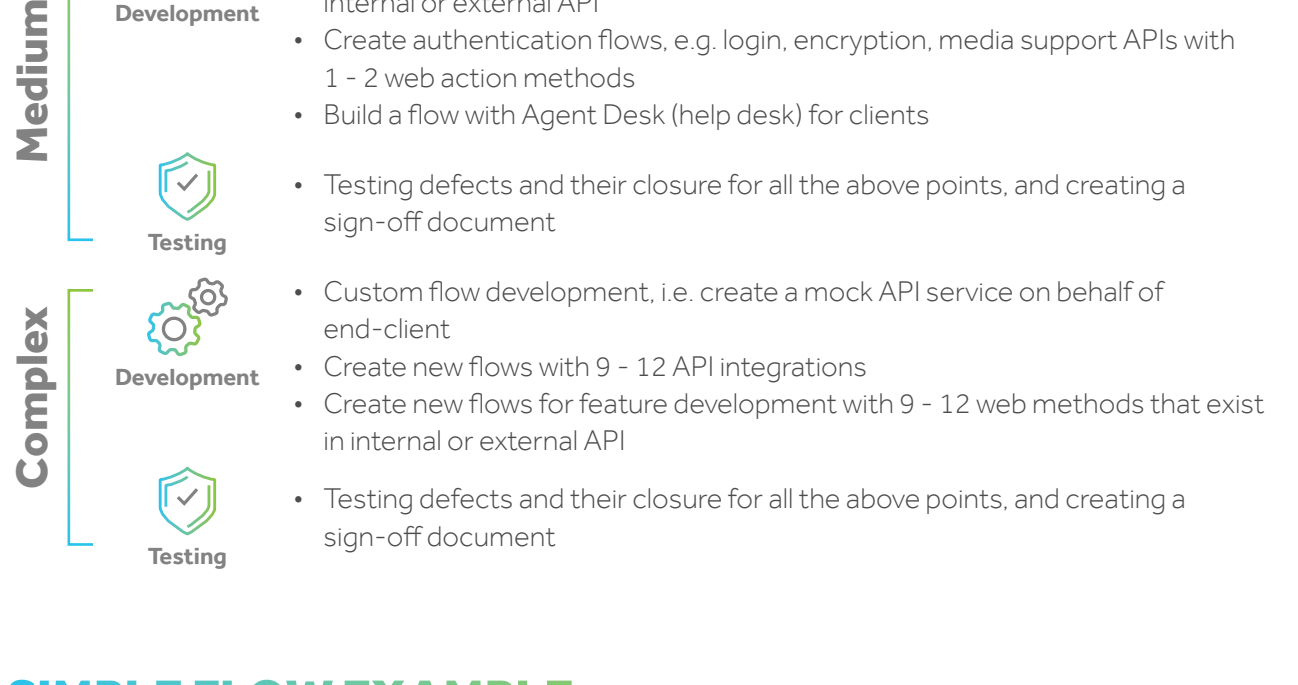 Medium
Development
internal or external API
• Create authentication flows, e.g. login, encryption, media support APIs with
1 - 2 web action methods
• Build a flow with Agent Desk (help desk) for clients
Testing
• Testing defects and their closure for all the above points, and creating a
sign-off document
Complex
Development
• Custom flow development, i.e. create a mock API service on behalf of
end-client
• Create new flows with 9 - 12 API integrations
• Create new flows for feature development with 9 - 12 web methods that exist
in internal or external API
Testing
• Testing defects and their closure for all the above points, and creating a
sign-off document
SIMPLE FLOW EXAMPLE